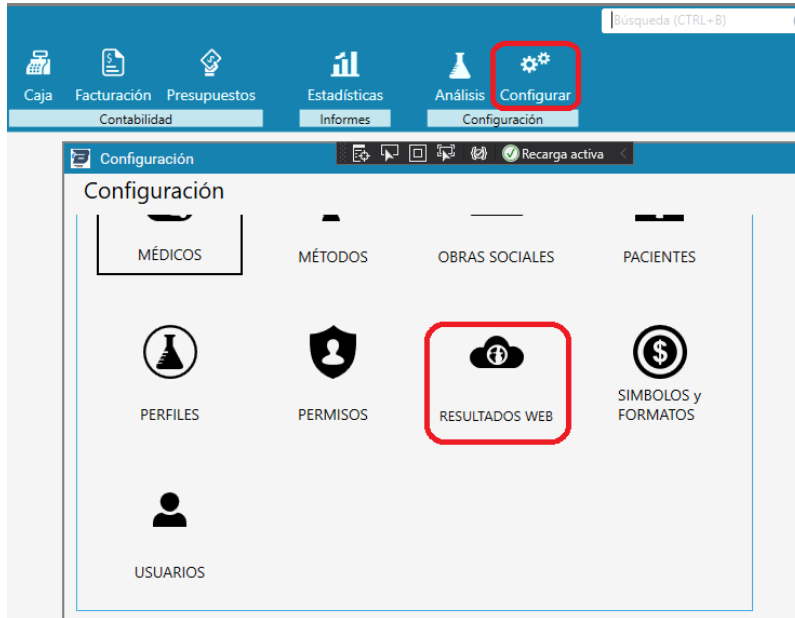 Búsqueda (CTRL+B)
Caja
Facturación
Presupuestos
Estadísticas
Análisis
Configurar
Contabilidad
Informes
Configuración
Configuración
Recarga activa
Configuración
MÉDICOS
MÉTODOS
OBRAS SOCIALES
PACIENTES
PERFILES
PERMISOS
RESULTADOS WEB
SIMBOLOS y
FORMATOS
USUARIOS